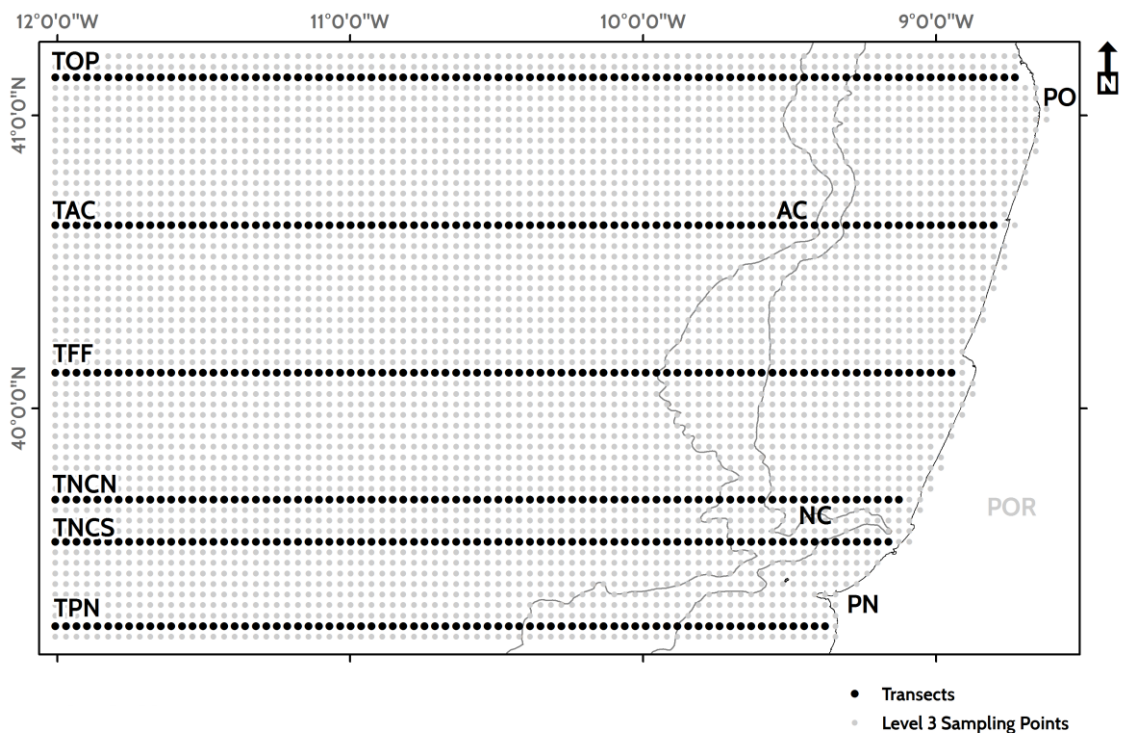 12°0'0"W 11°0'0"W 10°0'0"W 9°0'0"W
N
TOP
PO
41°0'0"N
TAC AC
TFF
40°0'0"N
TNCN
NC POR
TNCS
TPN PN
Transects
Level 3 Sampling Points